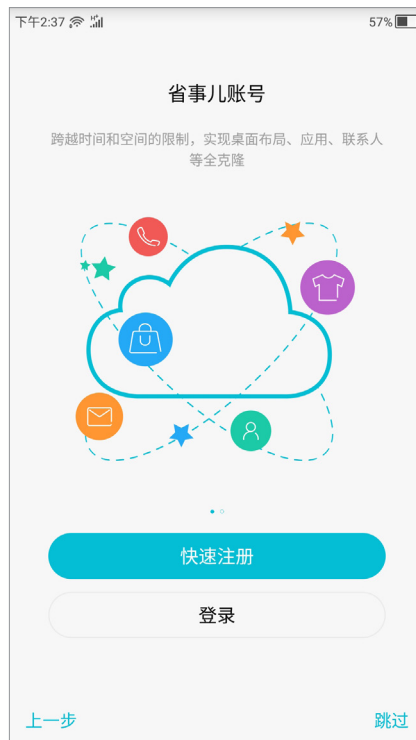 下午2:37 57%
省事儿账号
跨越时间和空间的限制，实现桌面布局、应用、联系人
等全克隆
快速注册
登录
上一步 跳过